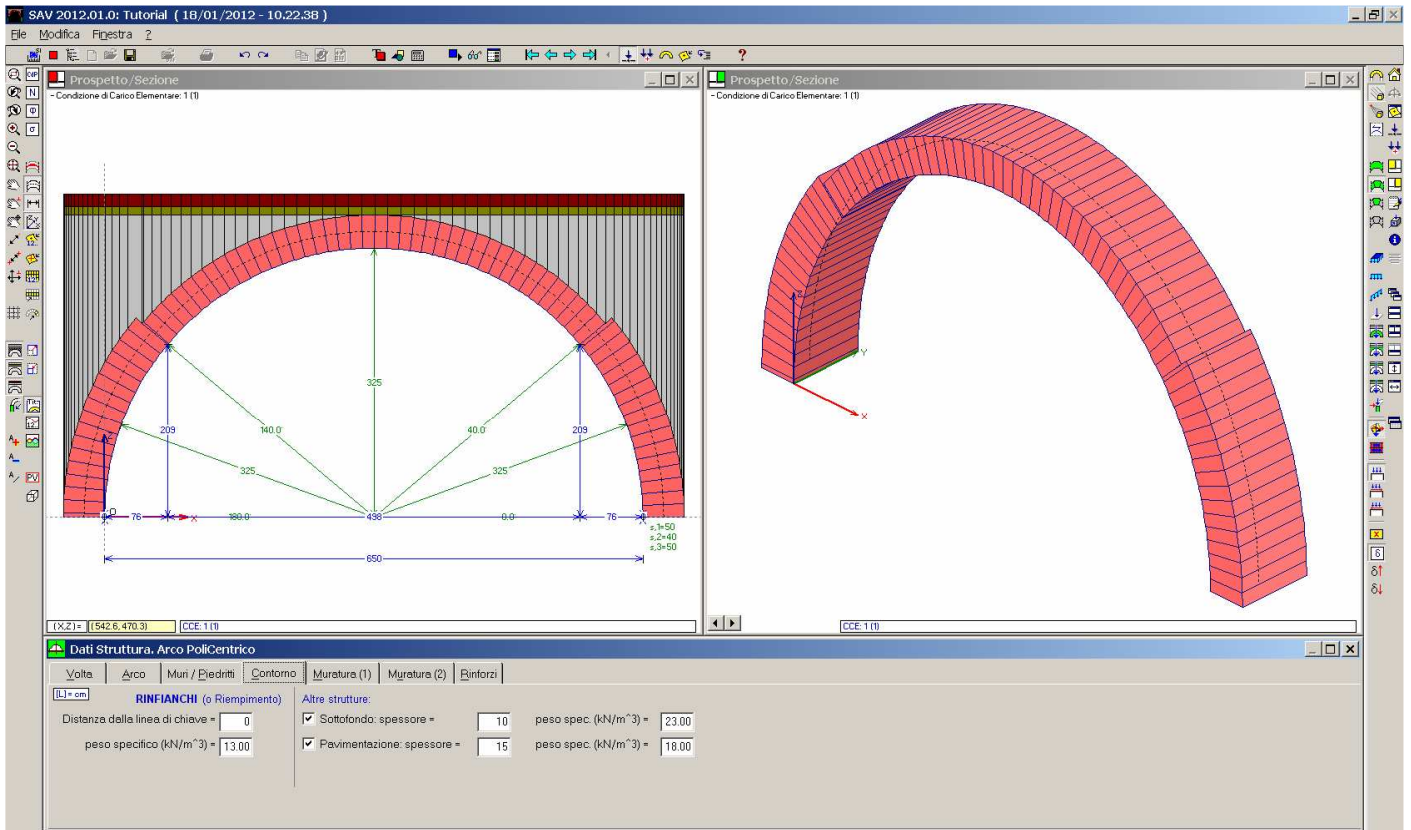 SAV 2012.01.0: Tutorial ( 18/01/2012 - 10.22.38 )
File Modifica Finestra ?
Prospetto/Sezione
- Condizione di Carico Elementare: 1 (1)
325
209
140.0
40.0
209
325
325
Z
O
76
X
180.0
438
0.0
76
s,1=50
s,2=40
s,3=50
650
(X,Z)= (542.6, 470.3) CCE: 1 (1)
Prospetto/Sezione
- Condizione di Carico Elementare: 1 (1)
Z
Y
X
CCE: 1 (1)
Dati Struttura. Arco PoliCentrico
Volta Arco Muri / Piedritti Contorno Muratura (1) Muratura (2) Rinforzi
[L]= cm
RINFIANCHI (o Riempimento)
Distanza dalla linea di chiave = 0
peso specifico (kN/m^3) = 13.00
Altre strutture:
Sottofondo: spessore = 10 peso spec. (kN/m^3) = 23.00
Pavimentazione: spessore = 15 peso spec. (kN/m^3) = 18.00